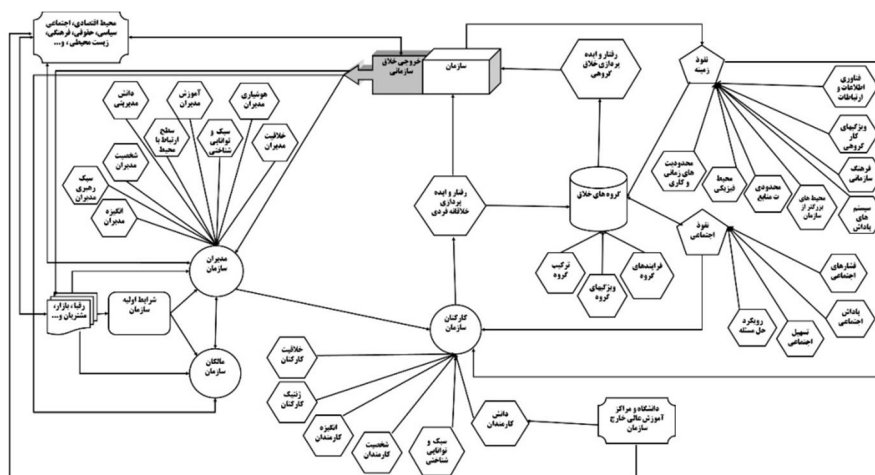 محیط اقتصادی، اجتماعی
سیاسی، حقوقی، فرهنگی،
زیست محیطی، و...
خروجی خلاق
سازمانی
سازمان
رفتار و ایده
پردازی خلاق
گروهی
نفوذ
زمینه
فناوری
اطلاعات و
ارتباطات
ویژگیهای
کار
گروهی
فرهنگ
سازمانی
سیستم
های
پاداش
محیط های
بزرگتر از
سازمان
محدودی
ت منابع
محیط
فیزیکی
محدودیت
های زمانی
و کاری
هوشیاری
مدیران
آموزش
مدیران
دانش
مدیریتی
خلاقیت
مدیران
سبک و
توانایی
شناختی
سطح
ارتباط با
محیط
شخصیت
مدیران
سبک
رهبری
مدیران
انگیزه
مدیران
رفتار و ایده
پردازی
خلاقانه فردی
گروه های خلاق
نفوذ
اجتماعی
فرایندهای
گروه
ویژگیهای
گروه
ترکیب
گروه
فشارهای
اجتماعی
پاداش
اجتماعی
تسهیل
اجتماعی
رویکرد
حل مسئله
مدیران
سازمان
شرایط اولیه
سازمان
رقبا، بازار،
مشتریان و...
مالکان
سازمان
کارکنان
سازمان
خلاقیت
کارکنان
ژنتیک
کارکنان
انگیزه
کارمندان
شخصیت
کارمندان
سبک و
توانایی
شناختی
دانش
کارمندان
دانشگاه و مراکز
آموزش عالی خارج
سازمان